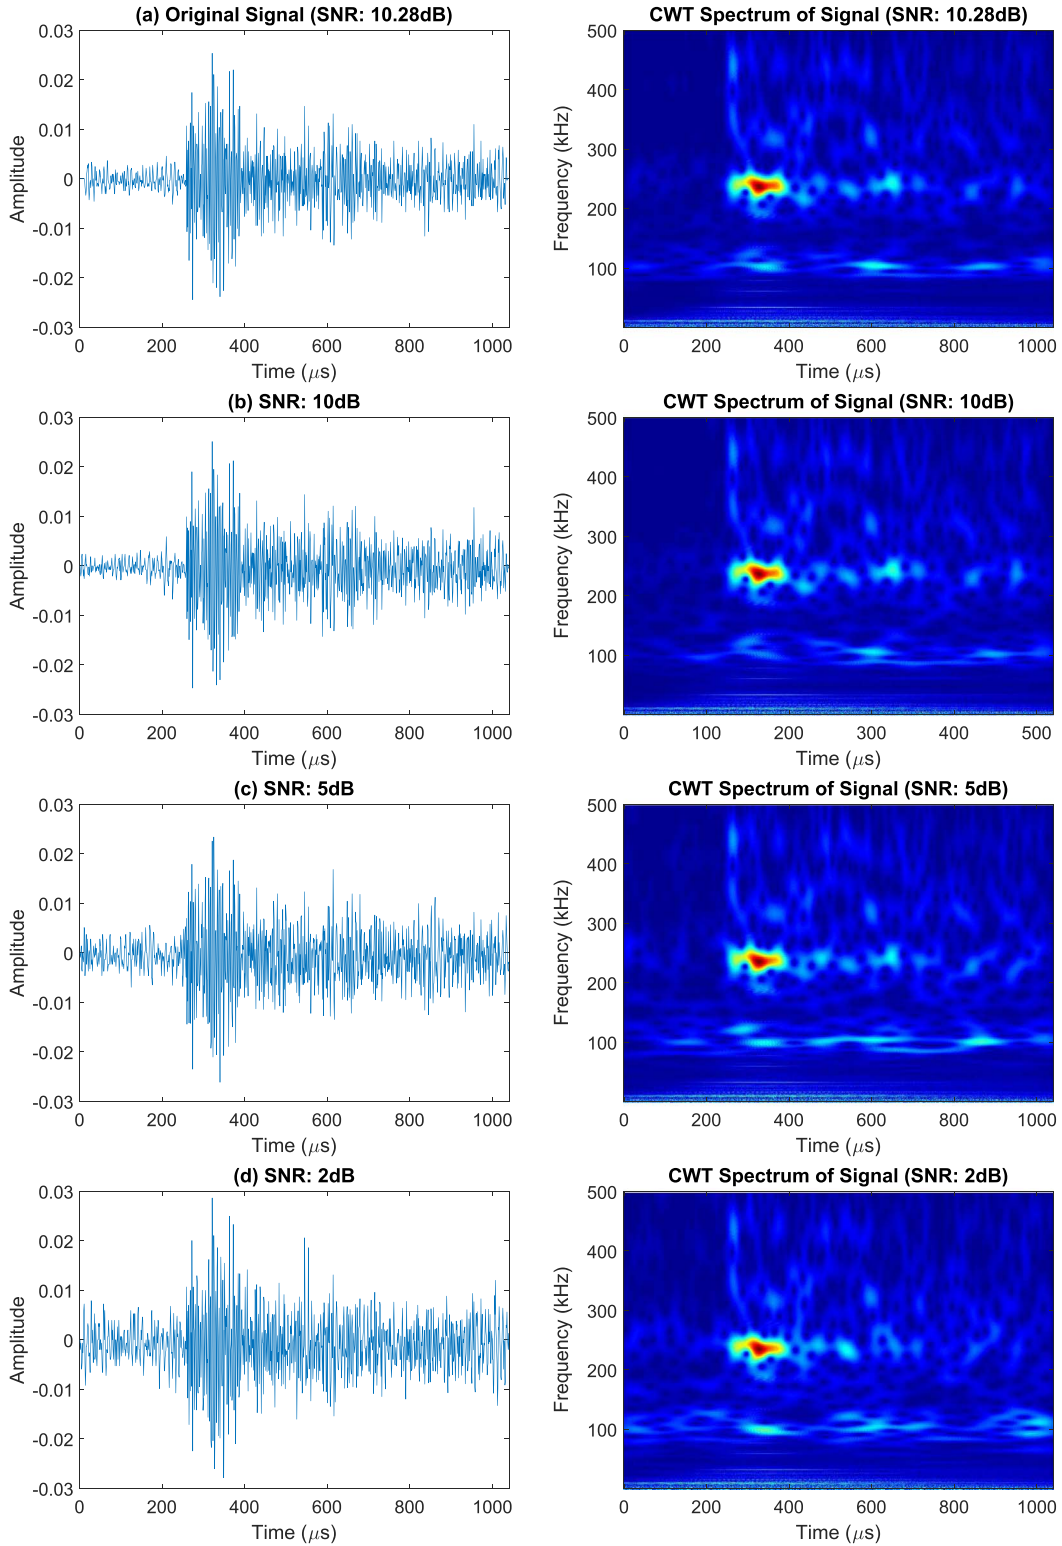 (a) Original Signal (SNR: 10.28dB)
0.03
0.02
0.01
0
-0.01
-0.02
-0.03
Amplitude
0 200 400 600 800 1000
Time (μs)
CWT Spectrum of Signal (SNR: 10.28dB)
500
400
300
200
100
Frequency (kHz)
0 200 400 600 800 1000
Time (μs)
(b) SNR: 10dB
0.03
0.02
0.01
0
-0.01
-0.02
-0.03
Amplitude
0 200 400 600 800 1000
Time (μs)
CWT Spectrum of Signal (SNR: 10dB)
500
400
300
200
100
Frequency (kHz)
0 100 200 300 400 500
Time (μs)
(c) SNR: 5dB
0.03
0.02
0.01
0
-0.01
-0.02
-0.03
Amplitude
0 200 400 600 800 1000
Time (μs)
CWT Spectrum of Signal (SNR: 5dB)
500
400
300
200
100
Frequency (kHz)
0 200 400 600 800 1000
Time (μs)
(d) SNR: 2dB
0.03
0.02
0.01
0
-0.01
-0.02
-0.03
Amplitude
0 200 400 600 800 1000
Time (μs)
CWT Spectrum of Signal (SNR: 2dB)
500
400
300
200
100
Frequency (kHz)
0 200 400 600 800 1000
Time (μs)